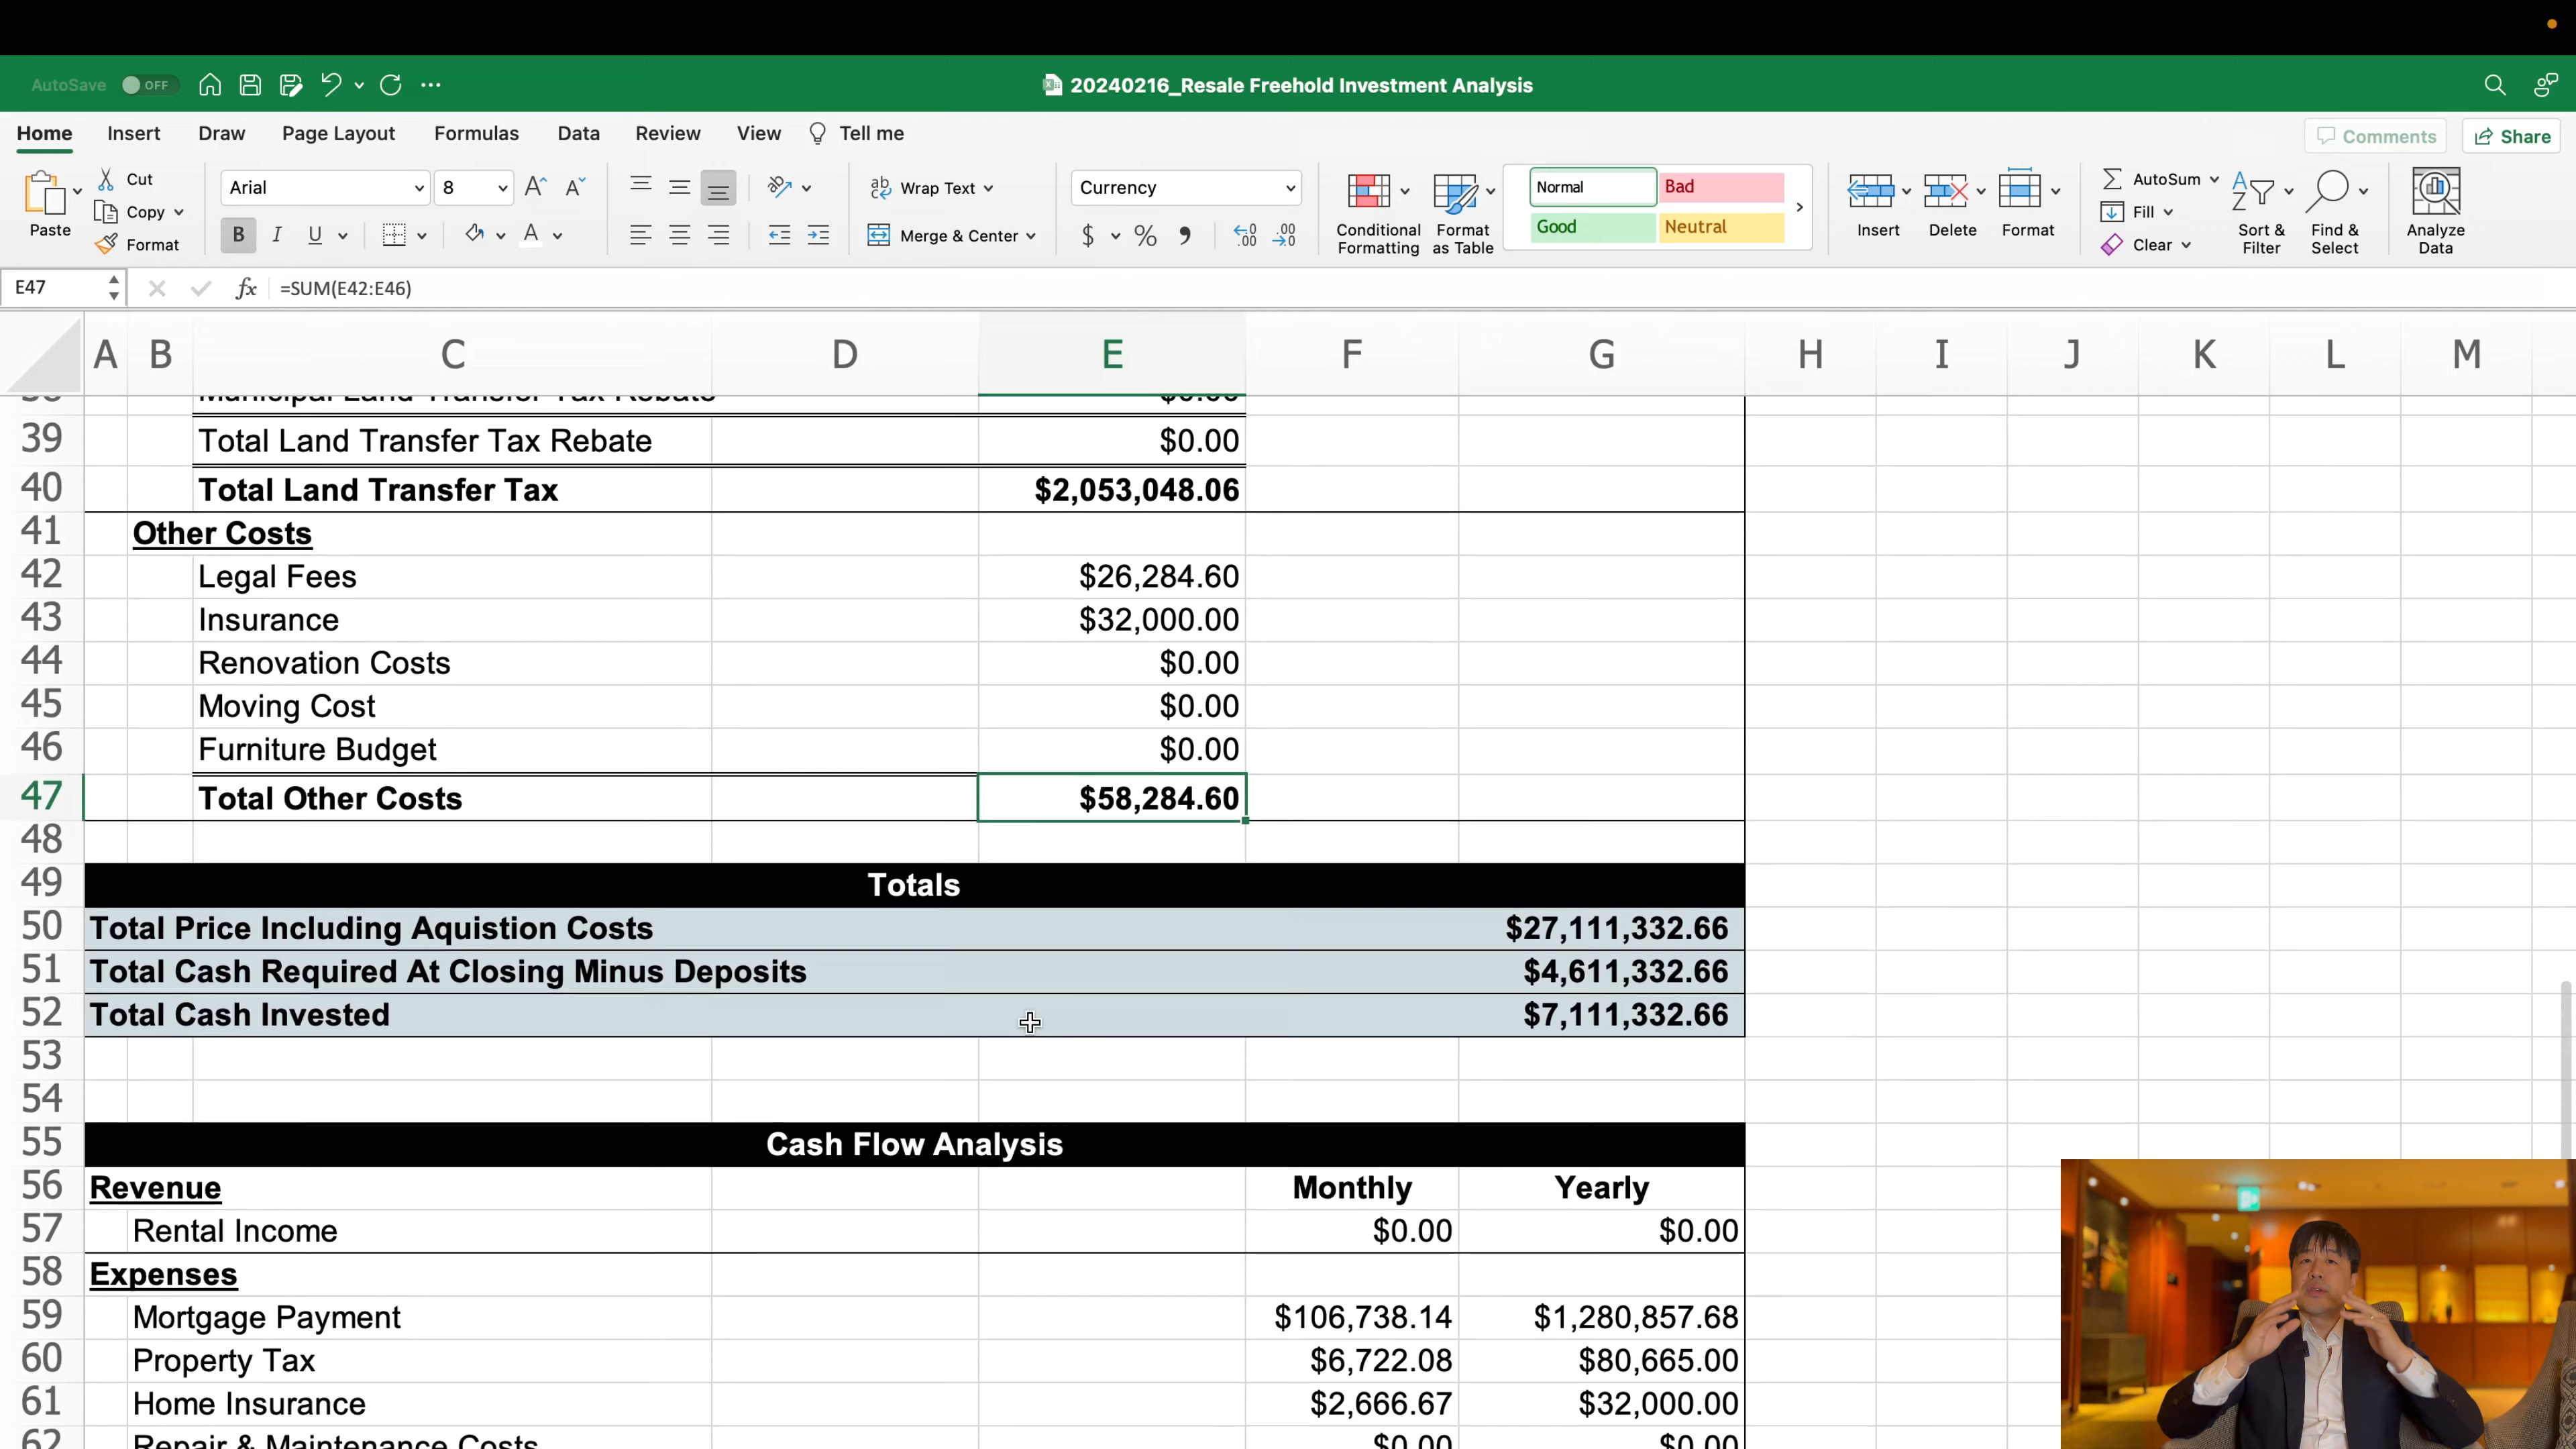 AutoSave OFF 20240216_Resale Freehold Investment Analysis
Home Insert Draw Page Layout Formulas Data Review View Tell me Comments Share
Paste Cut Copy Format
Arial 8
B I U A
Wrap Text
Merge & Center
Currency
$ %
Conditional Formatting
Format as Table
Normal Bad
Good Neutral
Insert Delete Format
AutoSum
Fill
Clear
Sort & Filter
Find & Select
Analyze Data
E47 fx =SUM(E42:E46)
A B C D E F G H I J K L M
38 Municipal Land Transfer Tax Rebate $0.00
39 Total Land Transfer Tax Rebate $0.00
40 Total Land Transfer Tax $2,053,048.06
41 Other Costs
42 Legal Fees $26,284.60
43 Insurance $32,000.00
44 Renovation Costs $0.00
45 Moving Cost $0.00
46 Furniture Budget $0.00
47 Total Other Costs $58,284.60
48
49 Totals
50 Total Price Including Aquistion Costs $27,111,332.66
51 Total Cash Required At Closing Minus Deposits $4,611,332.66
52 Total Cash Invested $7,111,332.66
53
54
55 Cash Flow Analysis
56 Revenue Monthly Yearly
57 Rental Income $0.00 $0.00
58 Expenses
59 Mortgage Payment $106,738.14 $1,280,857.68
60 Property Tax $6,722.08 $80,665.00
61 Home Insurance $2,666.67 $32,000.00
62 Repair & Maintenance Costs $0.00 $0.00